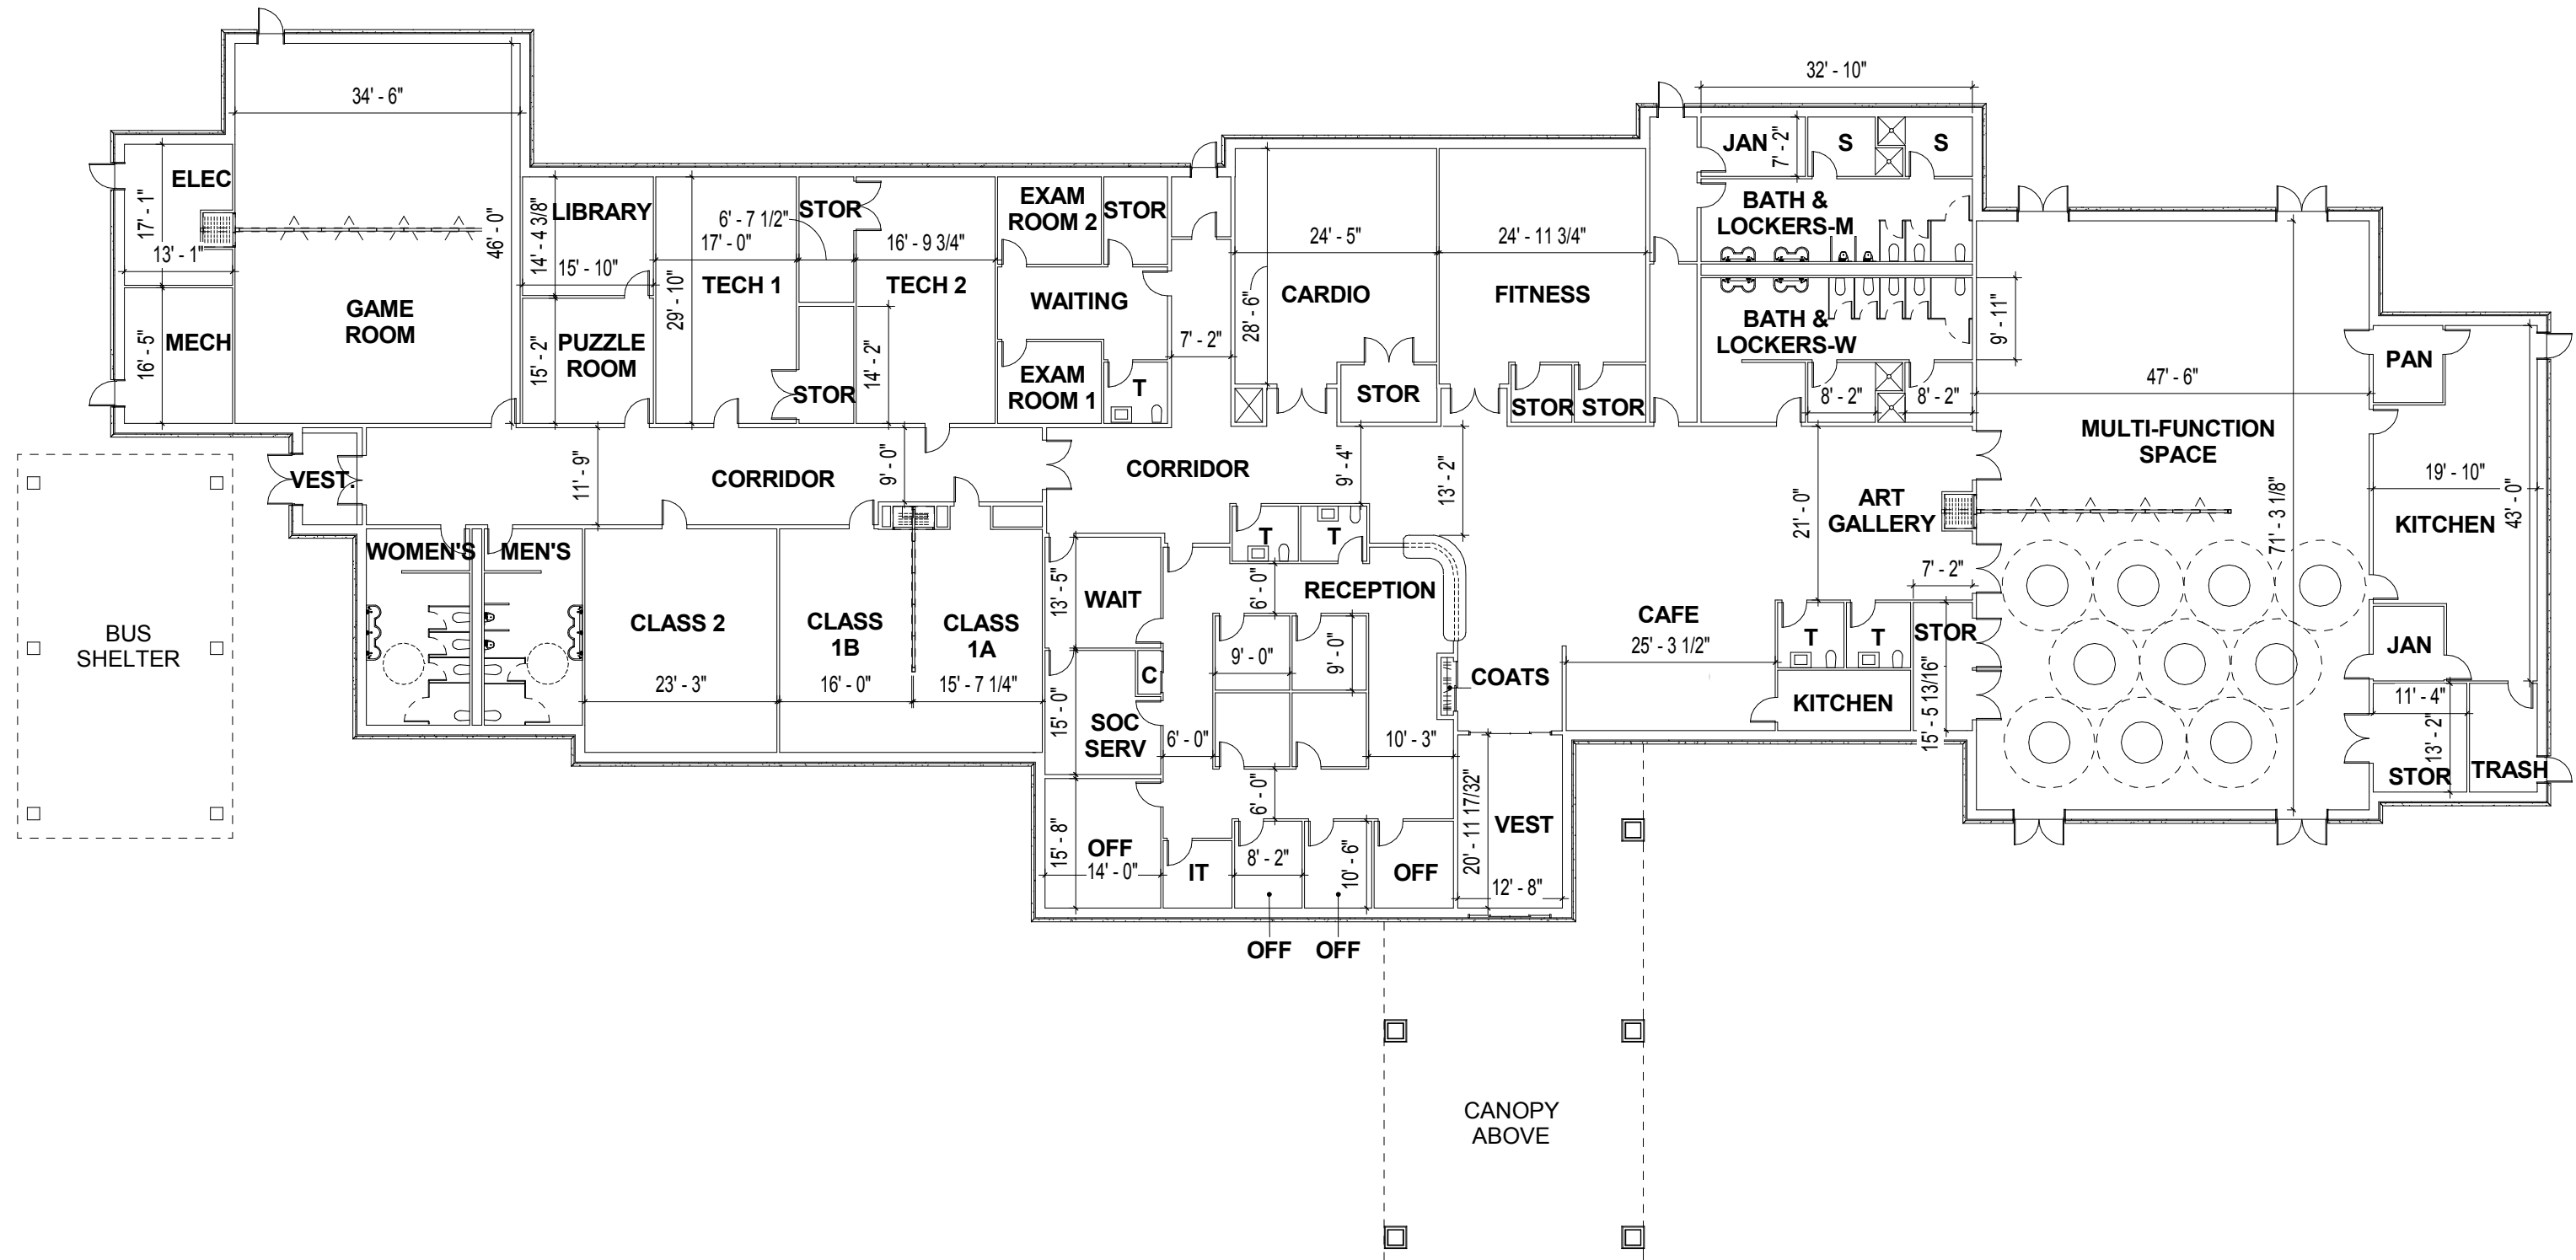 32' - 10"
34' - 6"
JAN
7' - 2"
S
S
ELEC
17' - 1"
13' - 1"
46' - 0"
LIBRARY
14' - 4 3/8"
15' - 10"
6' - 7 1/2"
17' - 0"
29' - 10"
STOR
16' - 9 3/4"
EXAM
ROOM 2
STOR
24' - 5"
24' - 11 3/4"
BATH &
LOCKERS-M
TECH 1
TECH 2
WAITING
CARDIO
28' - 6"
FITNESS
GAME
ROOM
MECH
16' - 5"
PUZZLE
ROOM
15' - 2"
14' - 2"
7' - 2"
BATH &
LOCKERS-W
9' - 11"
PAN
STOR
EXAM
ROOM 1
T
STOR
STOR
STOR
8' - 2"
8' - 2"
47' - 6"
MULTI-FUNCTION
SPACE
VEST.
11' - 9"
CORRIDOR
9' - 0"
CORRIDOR
9' - 4"
13' - 2"
21' - 0"
ART
GALLERY
19' - 10"
43' - 0"
KITCHEN
71' - 3 1/8"
WOMEN'S
MEN'S
T
T
7' - 2"
BUS
SHELTER
CLASS 2
CLASS
1B
CLASS
1A
13' - 5"
WAIT
6' - 0"
RECEPTION
CAFE
25' - 3 1/2"
T
T
STOR
JAN
23' - 3"
16' - 0"
15' - 7 1/4"
C
9' - 0"
9' - 0"
COATS
KITCHEN
15' - 5 13/16"
11' - 4"
13' - 2"
STOR
TRASH
15' - 0"
SOC
SERV
6' - 0"
10' - 3"
6' - 0"
20' - 11 17/32"
VEST
15' - 8"
OFF
14' - 0"
IT
8' - 2"
10' - 6"
OFF
12' - 8"
OFF
OFF
CANOPY
ABOVE